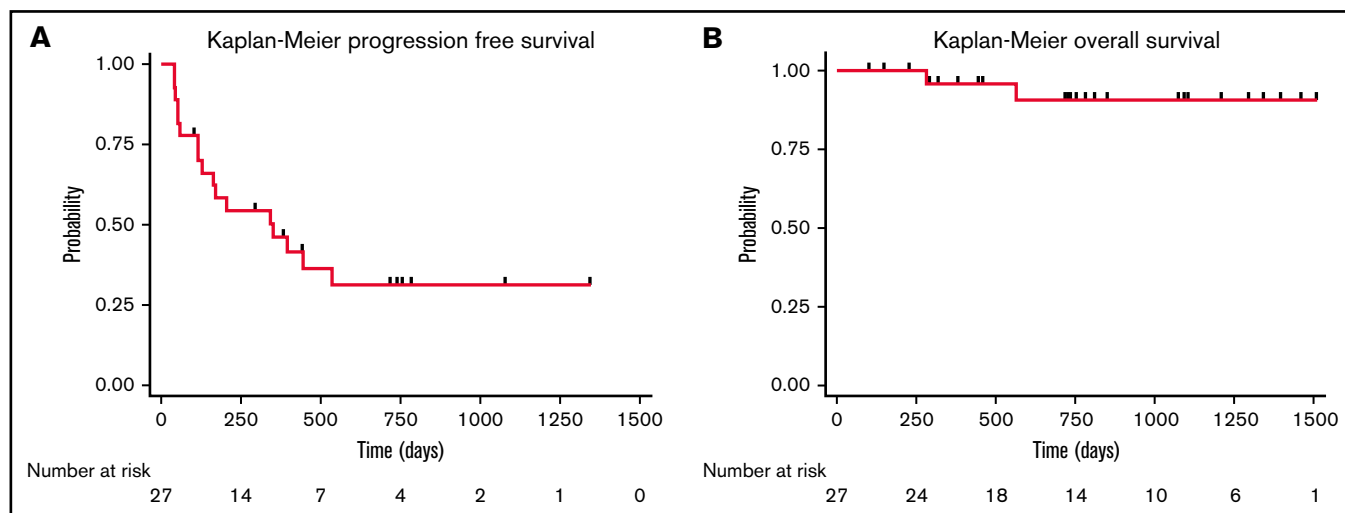 A
Kaplan-Meier progression free survival
1.00
0.75
0.50
0.25
0.00
Probability
0 250 500 750 1000 1250 1500
Time (days)
Number at risk
27 14 7 4 2 1 0
B
Kaplan-Meier overall survival
1.00
0.75
0.50
0.25
0.00
Probability
0 250 500 750 1000 1250 1500
Time (days)
Number at risk
27 24 18 14 10 6 1